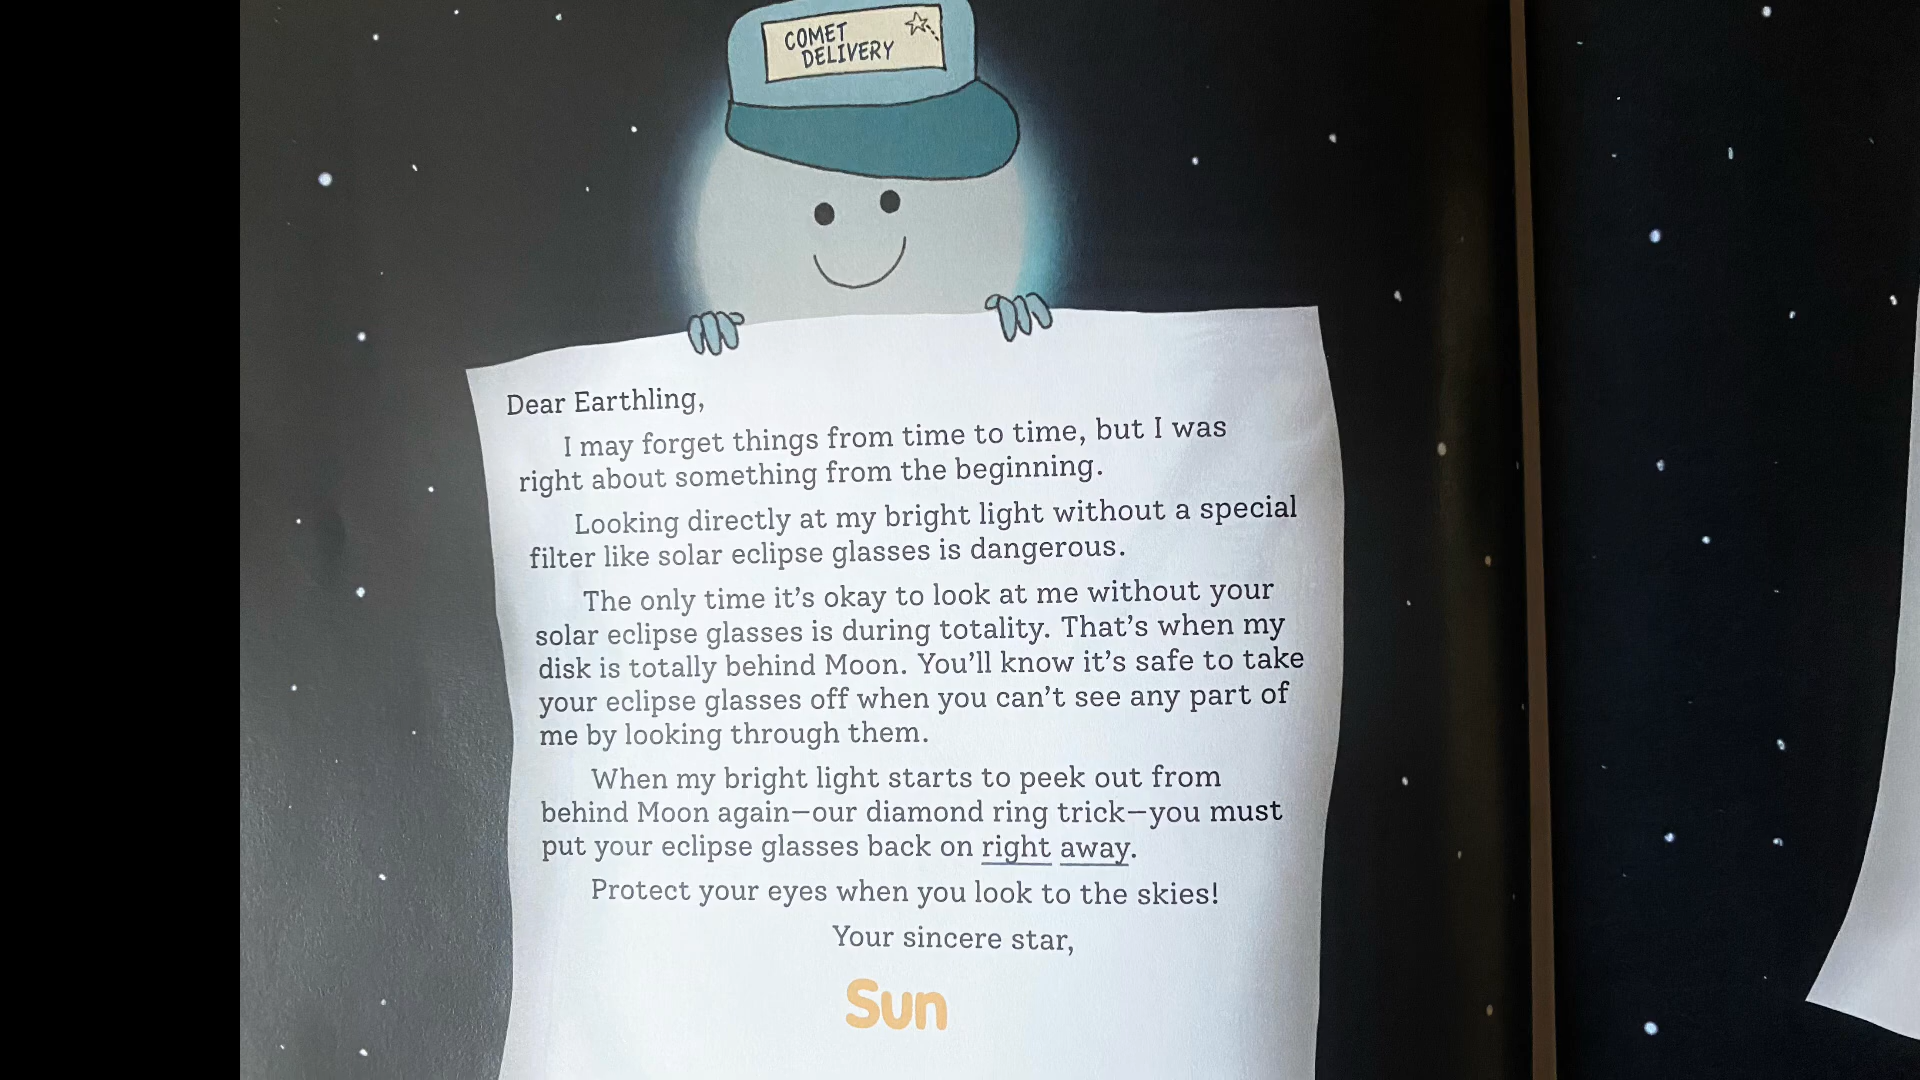 COMET
DELIVERY
Dear Earthling,
I may forget things from time to time, but I was
right about something from the beginning.
Looking directly at my bright light without a special
filter like solar eclipse glasses is dangerous.
The only time it's okay to look at me without your
solar eclipse glasses is during totality. That's when my
disk is totally behind Moon. You'll know it's safe to take
your eclipse glasses off when you can't see any part of
me by looking through them.
When my bright light starts to peek out from
behind Moon again—our diamond ring trick—you must
put your eclipse glasses back on right away.
Protect your eyes when you look to the skies!
Your sincere star,
Sun